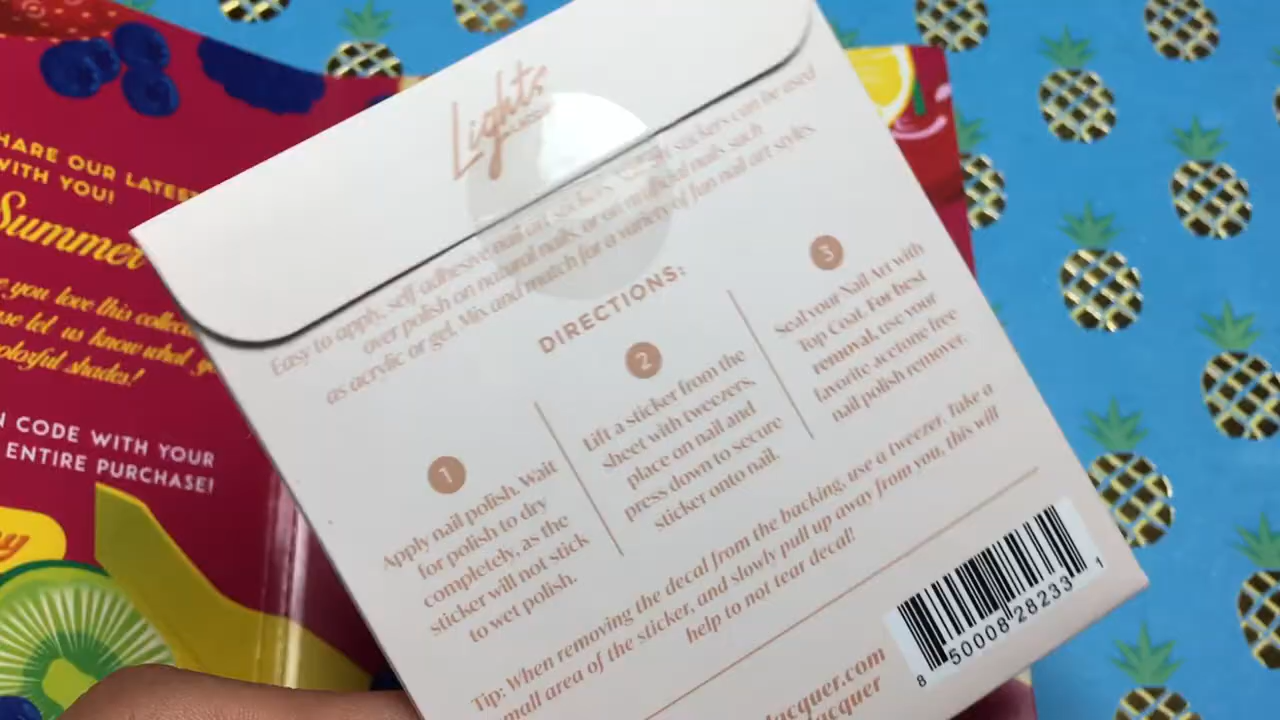 HARE OUR LATEST
WITH YOU!
Summer
you love this collec
se let us know what
olorful shades!
CODE WITH YOUR
ENTIRE PURCHASE!
Lights
Easy to apply, self-adhesive nail art stickers. stickers can be used
over polish on natural nails, or on artificial nails such
as acrylic or gel. Mix and match for a variety of fun nail art styles.
DIRECTIONS:
1
Apply nail polish. Wait
for polish to dry
completely, as the
sticker will not stick
to wet polish.
2
Lift a sticker from the
sheet with tweezers,
place on nail and
press down to secure
sticker onto nail.
3
Seal your Nail Art with
Top Coat. For best
removal, use your
favorite acetone free
nail polish remover.
Tip: When removing the decal from the backing, use a tweezer. Take a
mall area of the sticker, and slowly pull up away from you, this will
help to not tear decal!
lacquer.com
acquer
8 50008 28233 1